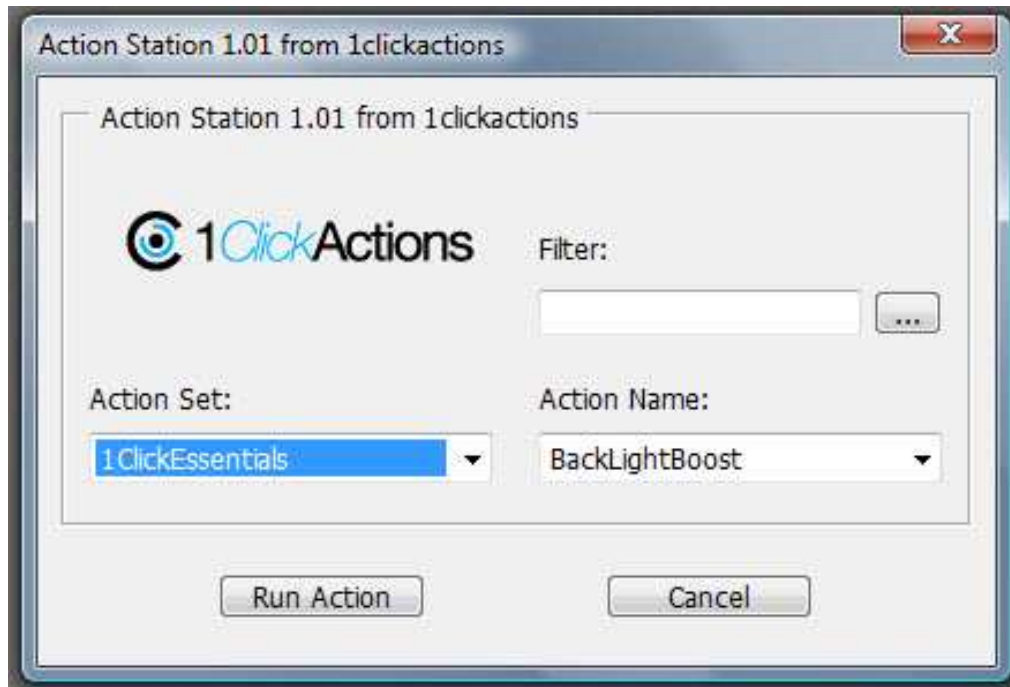 Action Station 1.01 from 1clickactions
Action Station 1.01 from 1clickactions
1ClickActions
Filter:
...
Action Set:
Action Name:
1ClickEssentials
BackLightBoost
Run Action
Cancel